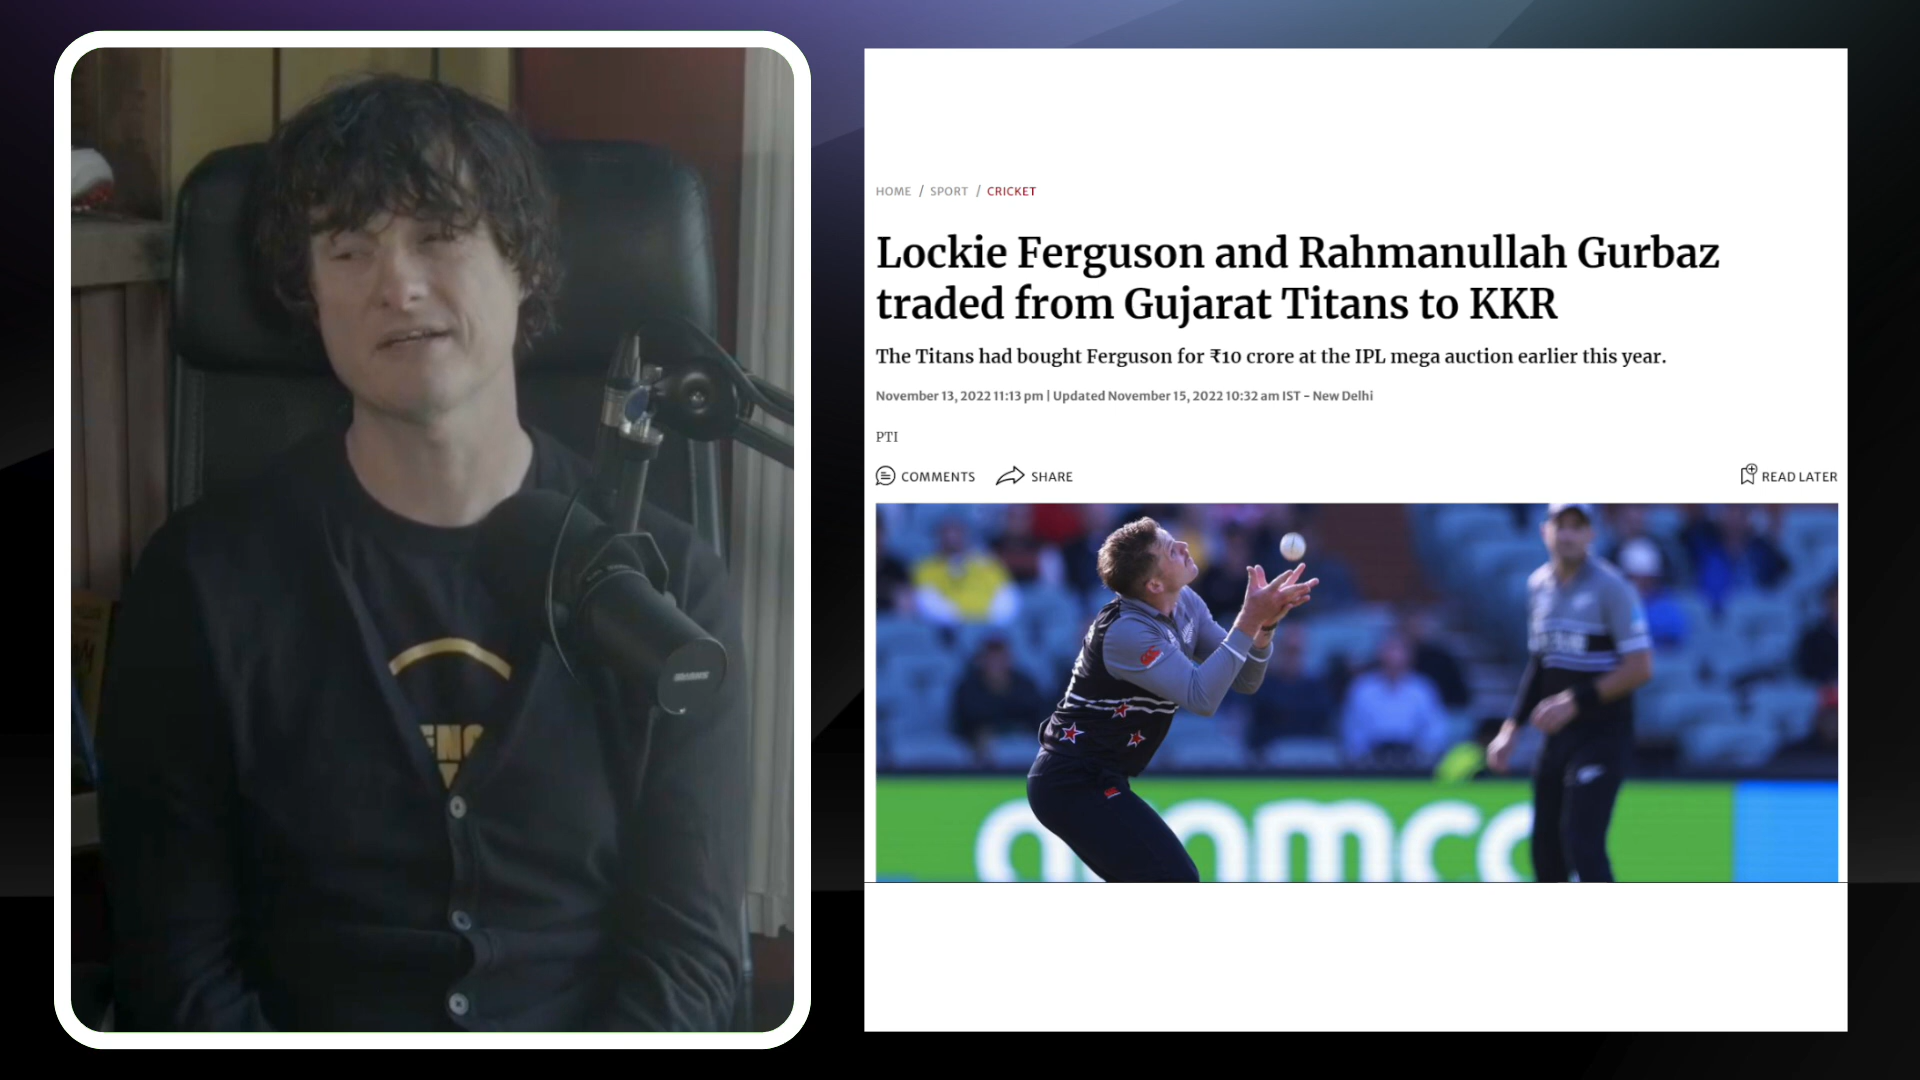 HOME / SPORT / CRICKET
Lockie Ferguson and Rahmanullah Gurbaz
traded from Gujarat Titans to KKR
The Titans had bought Ferguson for ₹10 crore at the IPL mega auction earlier this year.
November 13, 2022 11:13 pm | Updated November 15, 2022 10:32 am IST - New Delhi
PTI
COMMENTS SHARE READ LATER
aramco